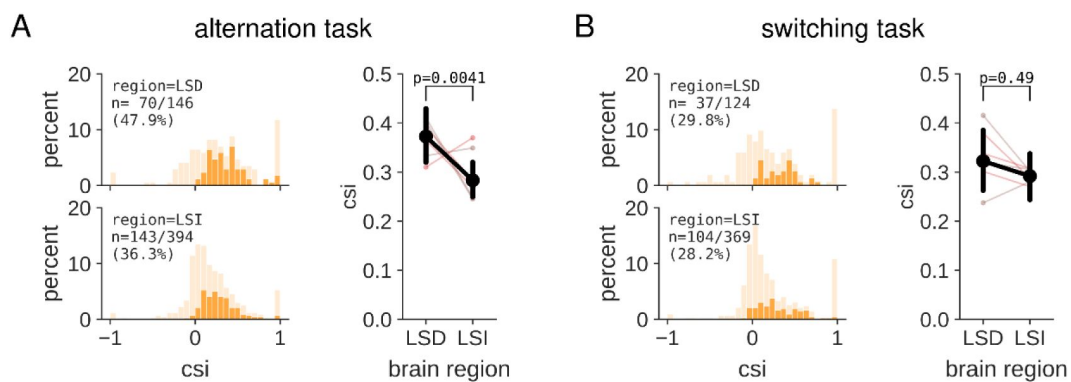 A
alternation task
20
10
0
percent
region=LSD
n= 70/146
(47.9%)
20
10
0
percent
region=LSI
n=143/394
(36.3%)
−1
0
1
csi
0.5
0.4
0.3
0.2
0.1
0.0
csi
p=0.0041
LSD LSI
brain region
B
switching task
20
10
0
percent
region=LSD
n= 37/124
(29.8%)
20
10
0
percent
region=LSI
n=104/369
(28.2%)
−1
0
1
csi
0.5
0.4
0.3
0.2
0.1
0.0
csi
p=0.49
LSD LSI
brain region